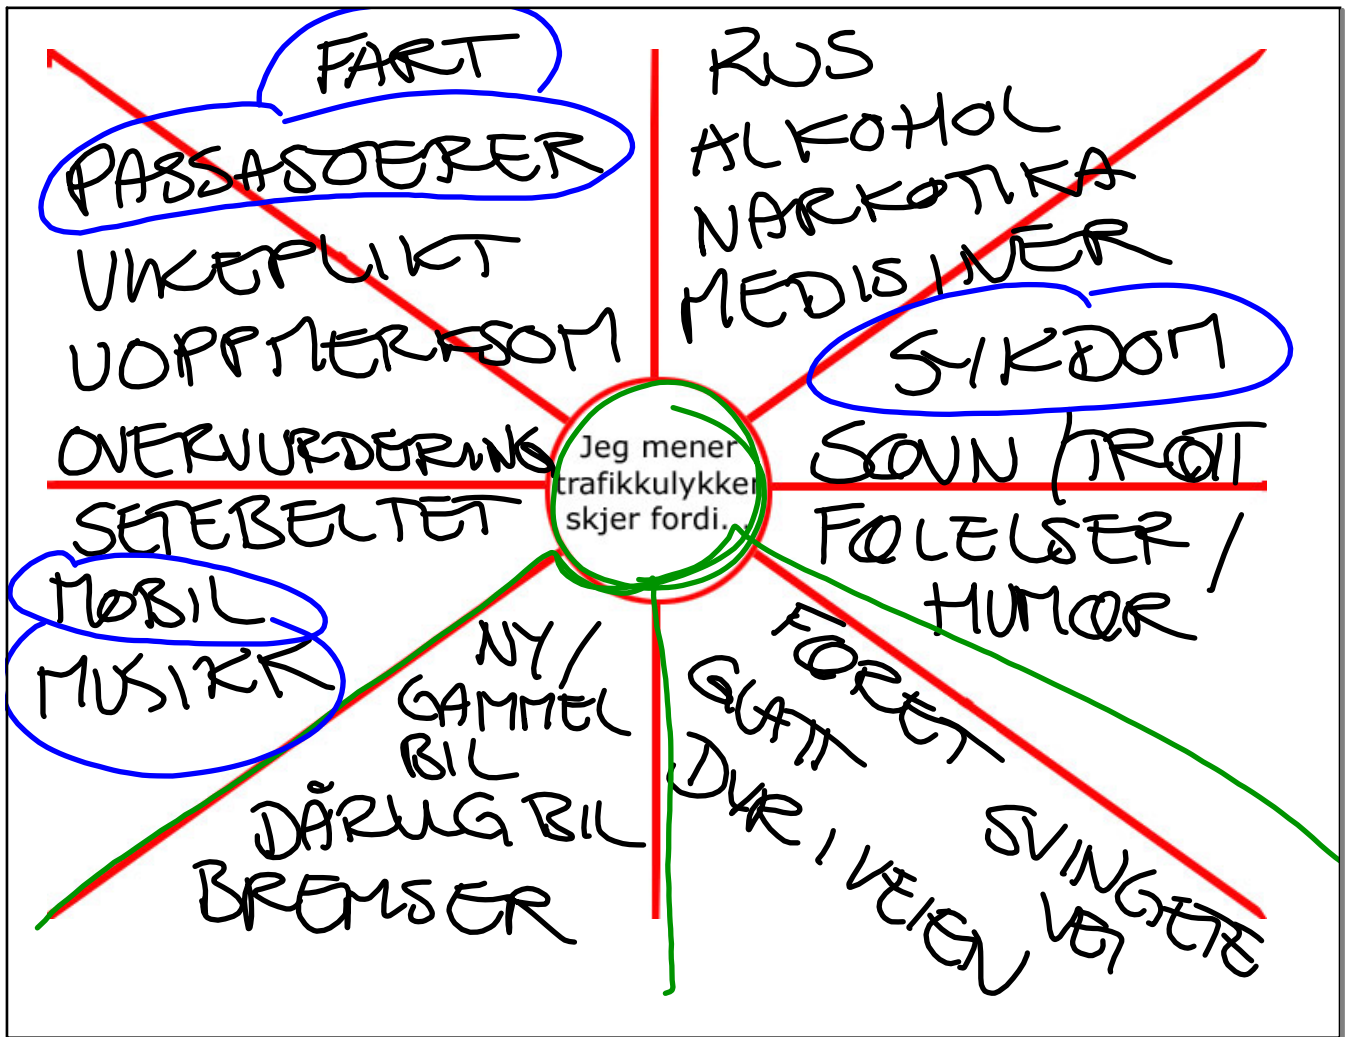 FART
PASSASJERER
VIKEPLIKT
UOPPMERKSOM
OVERVURDERING
SETEBELTET
MOBIL
MUSIKK
RUS
ALKOHOL
NARKOTIKA
MEDISINER
SYKDOM
SØVN / TRØTT
FØLELSER /
HUMØR
Jeg mener
trafikkulykker
skjer fordi...
NY /
GAMMEL
BIL
DÅRLIG BIL
BREMSER
FØRET
GLATT
DYR I VEIEN
SVINGETE
VEI